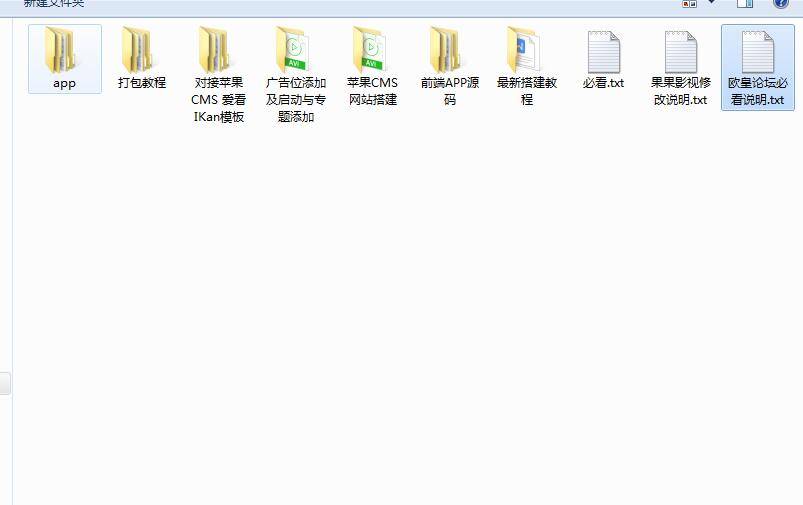 新建文件夹
app
打包教程
对接苹果
CMS 爱看
IKan模板
广告位添加
及启动与专
题添加
苹果CMS
网站搭建
前端APP源
码
最新搭建教
程
必看.txt
果果影视修
改说明.txt
欧皇论坛必
看说明.txt
AVI
AVI